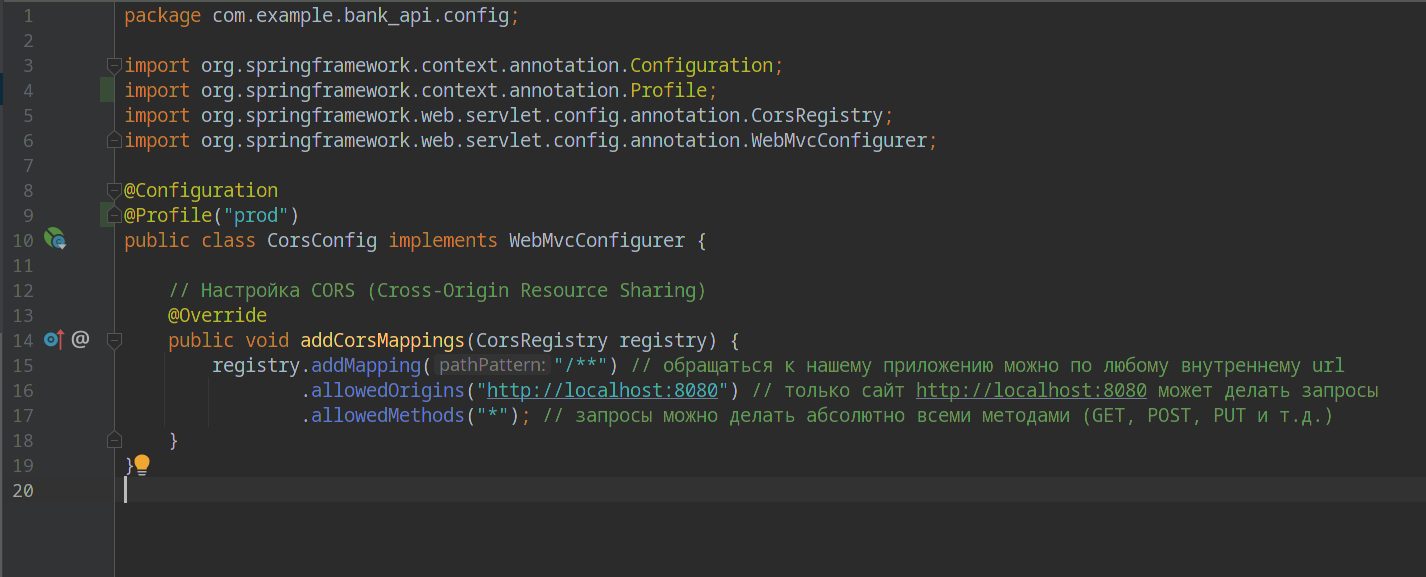 1 package com.example.bank_api.config;
2
3 import org.springframework.context.annotation.Configuration;
4 import org.springframework.context.annotation.Profile;
5 import org.springframework.web.servlet.config.annotation.CorsRegistry;
6 import org.springframework.web.servlet.config.annotation.WebMvcConfigurer;
7
8 @Configuration
9 @Profile("prod")
10 public class CorsConfig implements WebMvcConfigurer {
11
12 // Настройка CORS (Cross-Origin Resource Sharing)
13 @Override
14 @ public void addCorsMappings(CorsRegistry registry) {
15 registry.addMapping( pathPattern: "/**") // обращаться к нашему приложению можно по любому внутреннему url
16 .allowedOrigins("http://localhost:8080") // только сайт http://localhost:8080 может делать запросы
17 .allowedMethods("*"); // запросы можно делать абсолютно всеми методами (GET, POST, PUT и т.д.)
18 }
19 }
20